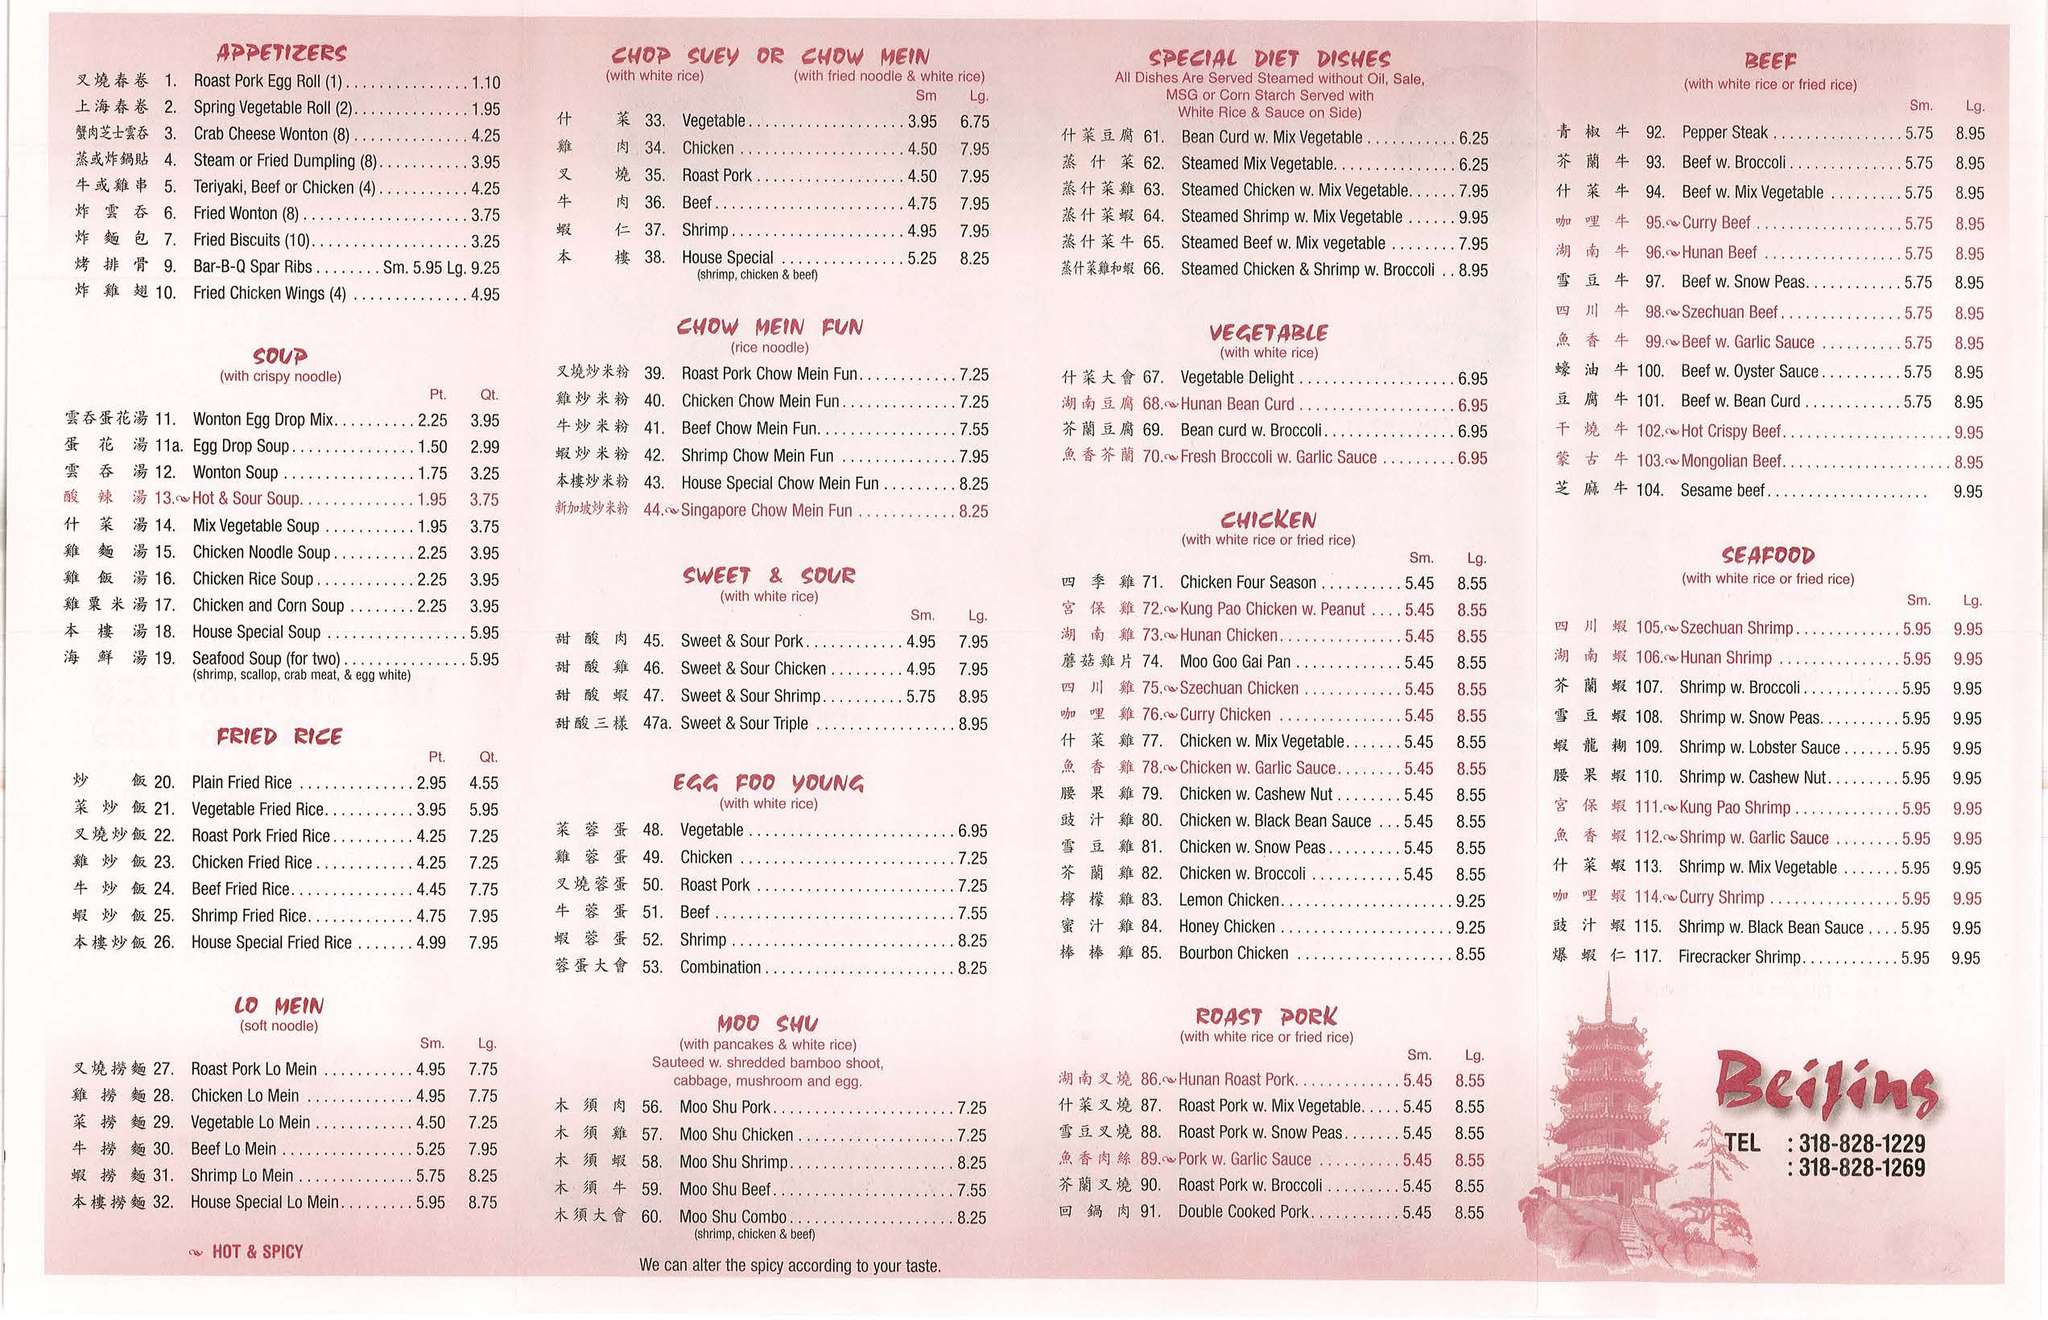 APPETIZERS
叉燒春卷 1. Roast Pork Egg Roll (1) 1.10
上海春卷 2. Spring Vegetable Roll (2) 1.95
蟹肉芝士雲吞 3. Crab Cheese Wonton (8) 4.25
蒸或炸鍋貼 4. Steam or Fried Dumpling (8) 3.95
牛或雞串 5. Teriyaki, Beef or Chicken (4) 4.25
炸雲吞 6. Fried Wonton (8) 3.75
炸麵包 7. Fried Biscuits (10) 3.25
烤排骨 9. Bar-B-Q Spar Ribs Sm. 5.95 Lg. 9.25
炸雞翅 10. Fried Chicken Wings (4) 4.95
SOUP
(with crispy noodle)
Pt. Qt.
雲吞蛋花湯 11. Wonton Egg Drop Mix 2.25 3.95
蛋花湯 11a. Egg Drop Soup 1.50 2.99
雲吞湯 12. Wonton Soup 1.75 3.25
酸辣湯 13. Hot & Sour Soup 1.95 3.75
什菜湯 14. Mix Vegetable Soup 1.95 3.75
雞麵湯 15. Chicken Noodle Soup 2.25 3.95
雞飯湯 16. Chicken Rice Soup 2.25 3.95
雞粟米湯 17. Chicken and Corn Soup 2.25 3.95
本樓湯 18. House Special Soup 5.95
海鮮湯 19. Seafood Soup (for two) 5.95
(shrimp, scallop, crab meat, & egg white)
FRIED RICE
Pt. Qt.
炒飯 20. Plain Fried Rice 2.95 4.55
菜炒飯 21. Vegetable Fried Rice 3.95 5.95
叉燒炒飯 22. Roast Pork Fried Rice 4.25 7.25
雞炒飯 23. Chicken Fried Rice 4.25 7.25
牛炒飯 24. Beef Fried Rice 4.45 7.75
蝦炒飯 25. Shrimp Fried Rice 4.75 7.95
本樓炒飯 26. House Special Fried Rice 4.99 7.95
LO MEIN
(soft noodle)
Sm. Lg.
叉燒撈麵 27. Roast Pork Lo Mein 4.95 7.75
雞撈麵 28. Chicken Lo Mein 4.95 7.75
菜撈麵 29. Vegetable Lo Mein 4.50 7.25
牛撈麵 30. Beef Lo Mein 5.25 7.95
蝦撈麵 31. Shrimp Lo Mein 5.75 8.25
本樓撈麵 32. House Special Lo Mein 5.95 8.75
HOT & SPICY
CHOP SUEY OR CHOW MEIN
(with white rice) (with fried noodle & white rice)
Sm Lg.
什菜 33. Vegetable 3.95 6.75
雞肉 34. Chicken 4.50 7.95
叉燒 35. Roast Pork 4.50 7.95
牛肉 36. Beef 4.75 7.95
蝦仁 37. Shrimp 4.95 7.95
本樓 38. House Special 5.25 8.25
(shrimp, chicken & beef)
CHOW MEIN FUN
(rice noodle)
叉燒炒米粉 39. Roast Pork Chow Mein Fun 7.25
雞炒米粉 40. Chicken Chow Mein Fun 7.25
牛炒米粉 41. Beef Chow Mein Fun 7.55
蝦炒米粉 42. Shrimp Chow Mein Fun 7.95
本樓炒米粉 43. House Special Chow Mein Fun 8.25
新加坡炒米粉 44. Singapore Chow Mein Fun 8.25
SWEET & SOUR
(with white rice)
Sm. Lg.
甜酸肉 45. Sweet & Sour Pork 4.95 7.95
甜酸雞 46. Sweet & Sour Chicken 4.95 7.95
甜酸蝦 47. Sweet & Sour Shrimp 5.75 8.95
甜酸三樣 47a. Sweet & Sour Triple 8.95
EGG FOO YOUNG
(with white rice)
菜蓉蛋 48. Vegetable 6.95
雞蓉蛋 49. Chicken 7.25
叉燒蓉蛋 50. Roast Pork 7.25
牛蓉蛋 51. Beef 7.55
蝦蓉蛋 52. Shrimp 8.25
蓉蛋大會 53. Combination 8.25
MOO SHU
(with pancakes & white rice)
Sauteed w. shredded bamboo shoot,
cabbage, mushroom and egg.
木須肉 56. Moo Shu Pork 7.25
木須雞 57. Moo Shu Chicken 7.25
木須蝦 58. Moo Shu Shrimp 8.25
木須牛 59. Moo Shu Beef 7.55
木須大會 60. Moo Shu Combo 8.25
(shrimp, chicken & beef)
We can alter the spicy according to your taste.
SPECIAL DIET DISHES
All Dishes Are Served Steamed without Oil, Sale,
MSG or Corn Starch Served with
White Rice & Sauce on Side)
什菜豆腐 61. Bean Curd w. Mix Vegetable 6.25
蒸什菜 62. Steamed Mix Vegetable 6.25
蒸什菜雞 63. Steamed Chicken w. Mix Vegetable 7.95
蒸什菜蝦 64. Steamed Shrimp w. Mix Vegetable 9.95
蒸什菜牛 65. Steamed Beef w. Mix vegetable 7.95
蒸什菜雞和蝦 66. Steamed Chicken & Shrimp w. Broccoli 8.95
VEGETABLE
(with white rice)
什菜大會 67. Vegetable Delight 6.95
湖南豆腐 68. Hunan Bean Curd 6.95
芥蘭豆腐 69. Bean curd w. Broccoli 6.95
魚香芥蘭 70. Fresh Broccoli w. Garlic Sauce 6.95
CHICKEN
(with white rice or fried rice)
Sm. Lg.
四季雞 71. Chicken Four Season 5.45 8.55
宮保雞 72. Kung Pao Chicken w. Peanut 5.45 8.55
湖南雞 73. Hunan Chicken 5.45 8.55
蘑菇雞片 74. Moo Goo Gai Pan 5.45 8.55
四川雞 75. Szechuan Chicken 5.45 8.55
咖哩雞 76. Curry Chicken 5.45 8.55
什菜雞 77. Chicken w. Mix Vegetable 5.45 8.55
魚香雞 78. Chicken w. Garlic Sauce 5.45 8.55
腰果雞 79. Chicken w. Cashew Nut 5.45 8.55
豉汁雞 80. Chicken w. Black Bean Sauce 5.45 8.55
雪豆雞 81. Chicken w. Snow Peas 5.45 8.55
芥蘭雞 82. Chicken w. Broccoli 5.45 8.55
檸檬雞 83. Lemon Chicken 9.25
蜜汁雞 84. Honey Chicken 9.25
棒棒雞 85. Bourbon Chicken 8.55
ROAST PORK
(with white rice or fried rice)
Sm. Lg.
湖南叉燒 86. Hunan Roast Pork 5.45 8.55
什菜叉燒 87. Roast Pork w. Mix Vegetable 5.45 8.55
雪豆叉燒 88. Roast Pork w. Snow Peas 5.45 8.55
魚香肉絲 89. Pork w. Garlic Sauce 5.45 8.55
芥蘭叉燒 90. Roast Pork w. Broccoli 5.45 8.55
回鍋肉 91. Double Cooked Pork 5.45 8.55
BEEF
(with white rice or fried rice)
Sm. Lg.
青椒牛 92. Pepper Steak 5.75 8.95
芥蘭牛 93. Beef w. Broccoli 5.75 8.95
什菜牛 94. Beef w. Mix Vegetable 5.75 8.95
咖哩牛 95. Curry Beef 5.75 8.95
湖南牛 96. Hunan Beef 5.75 8.95
雪豆牛 97. Beef w. Snow Peas 5.75 8.95
四川牛 98. Szechuan Beef 5.75 8.95
魚香牛 99. Beef w. Garlic Sauce 5.75 8.95
蠔油牛 100. Beef w. Oyster Sauce 5.75 8.95
豆腐牛 101. Beef w. Bean Curd 5.75 8.95
干燒牛 102. Hot Crispy Beef 9.95
蒙古牛 103. Mongolian Beef 8.95
芝麻牛 104. Sesame beef 9.95
SEAFOOD
(with white rice or fried rice)
Sm. Lg.
四川蝦 105. Szechuan Shrimp 5.95 9.95
湖南蝦 106. Hunan Shrimp 5.95 9.95
芥蘭蝦 107. Shrimp w. Broccoli 5.95 9.95
雪豆蝦 108. Shrimp w. Snow Peas 5.95 9.95
蝦龍糊 109. Shrimp w. Lobster Sauce 5.95 9.95
腰果蝦 110. Shrimp w. Cashew Nut 5.95 9.95
宮保蝦 111. Kung Pao Shrimp 5.95 9.95
魚香蝦 112. Shrimp w. Garlic Sauce 5.95 9.95
什菜蝦 113. Shrimp w. Mix Vegetable 5.95 9.95
咖哩蝦 114. Curry Shrimp 5.95 9.95
豉汁蝦 115. Shrimp w. Black Bean Sauce 5.95 9.95
爆蝦仁 117. Firecracker Shrimp 5.95 9.95
Beijing
TEL : 318-828-1229
: 318-828-1269